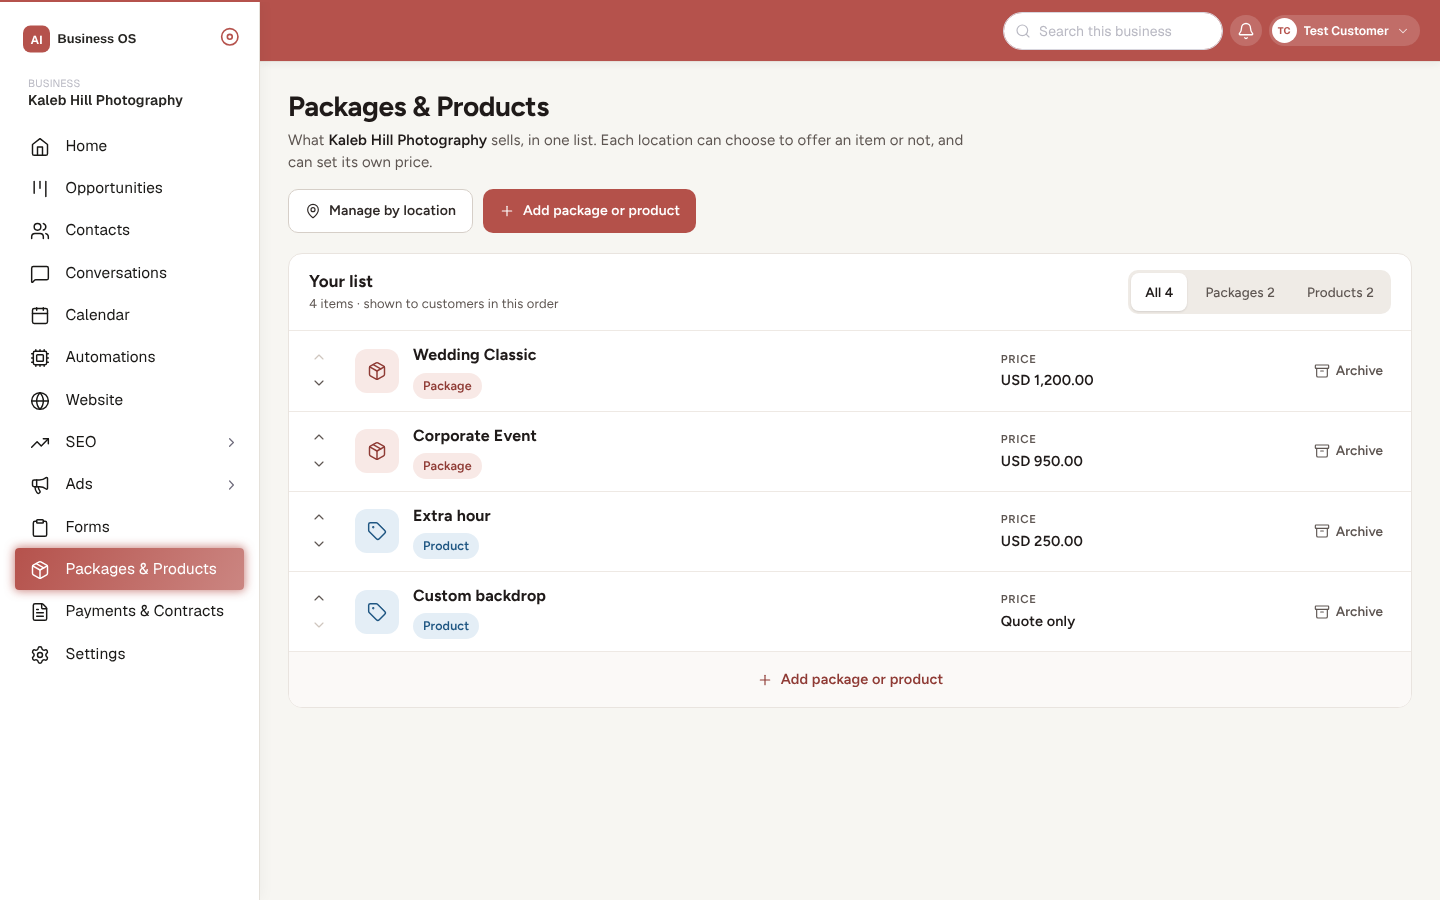 AI Business OS
Search this business
TC Test Customer
BUSINESS
Kaleb Hill Photography
Home
Opportunities
Contacts
Conversations
Calendar
Automations
Website
SEO
Ads
Forms
Packages & Products
Payments & Contracts
Settings
Packages & Products
What Kaleb Hill Photography sells, in one list. Each location can choose to offer an item or not, and
can set its own price.
Manage by location
Add package or product
Your list
4 items · shown to customers in this order
All 4
Packages 2
Products 2
Wedding Classic
Package
PRICE
USD 1,200.00
Archive
Corporate Event
Package
PRICE
USD 950.00
Archive
Extra hour
Product
PRICE
USD 250.00
Archive
Custom backdrop
Product
PRICE
Quote only
Archive
Add package or product